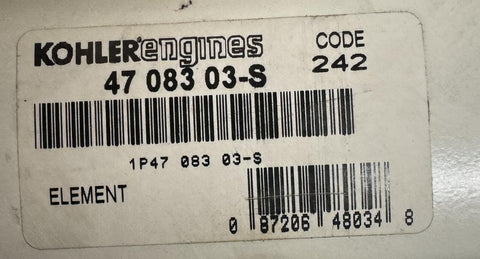 KOHLER engines CODE
47 083 03-S 242
1P47 083 03-S
ELEMENT
0 87206 48034 8